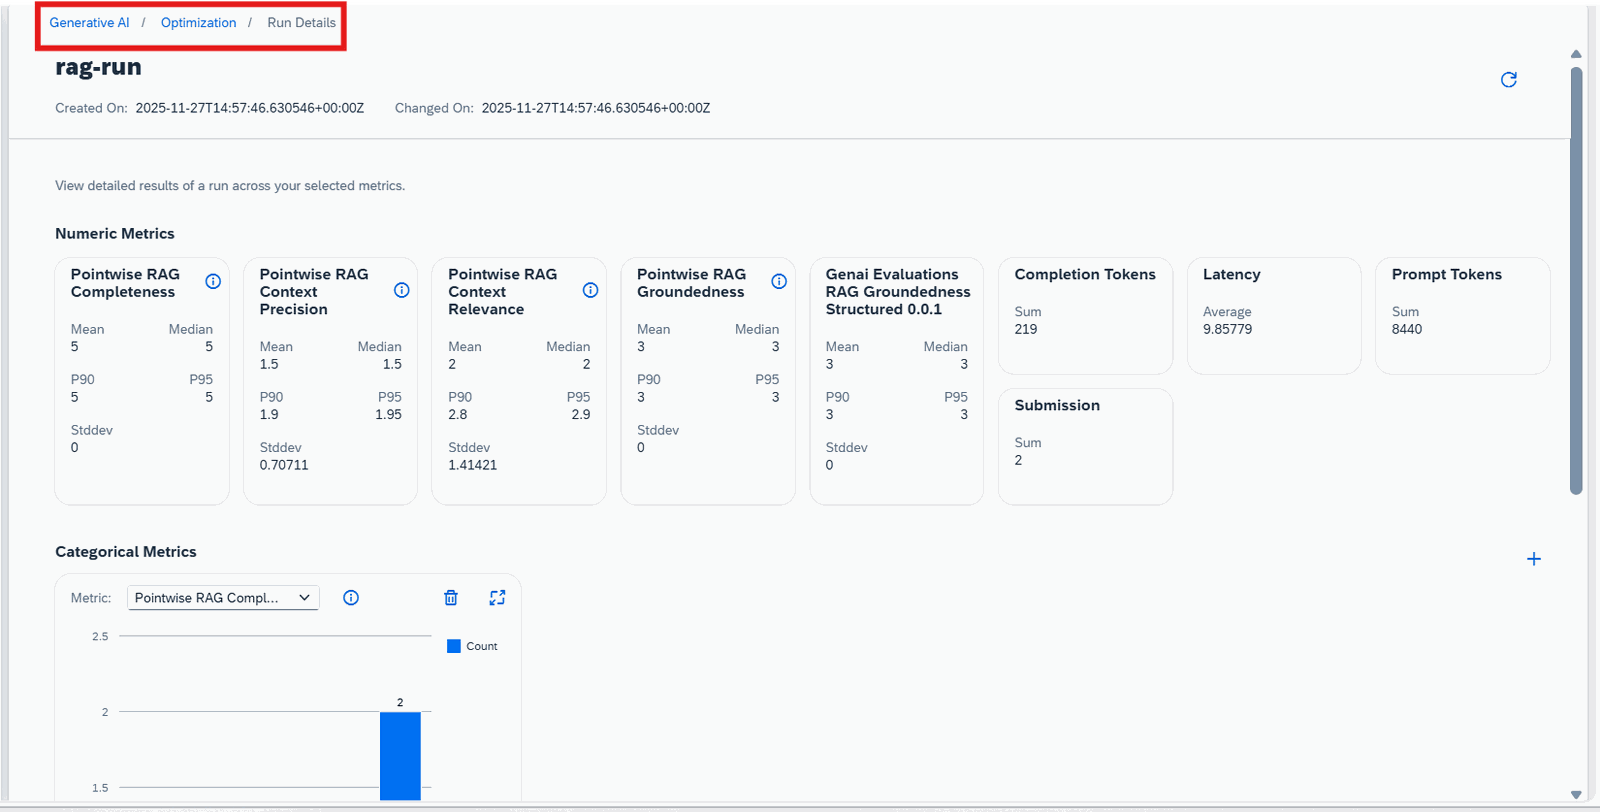 Generative AI / Optimization / Run Details
rag-run
Created On: 2025-11-27T14:57:46.630546+00:00Z Changed On: 2025-11-27T14:57:46.630546+00:00Z
View detailed results of a run across your selected metrics.
Numeric Metrics
Pointwise RAG
Completeness
Mean Median
5 5
P90 P95
5 5
Stddev
0
Pointwise RAG
Context
Precision
Mean Median
1.5 1.5
P90 P95
1.9 1.95
Stddev
0.70711
Pointwise RAG
Context
Relevance
Mean Median
2 2
P90 P95
2.8 2.9
Stddev
1.41421
Pointwise RAG
Groundedness
Mean Median
3 3
P90 P95
3 3
Stddev
0
Genai Evaluations
RAG Groundedness
Structured 0.0.1
Mean Median
3 3
P90 P95
3 3
Stddev
0
Completion Tokens
Sum
219
Latency
Average
9.85779
Prompt Tokens
Sum
8440
Submission
Sum
2
Categorical Metrics
Metric: Pointwise RAG Compl...
2.5
Count
2
2
1.5